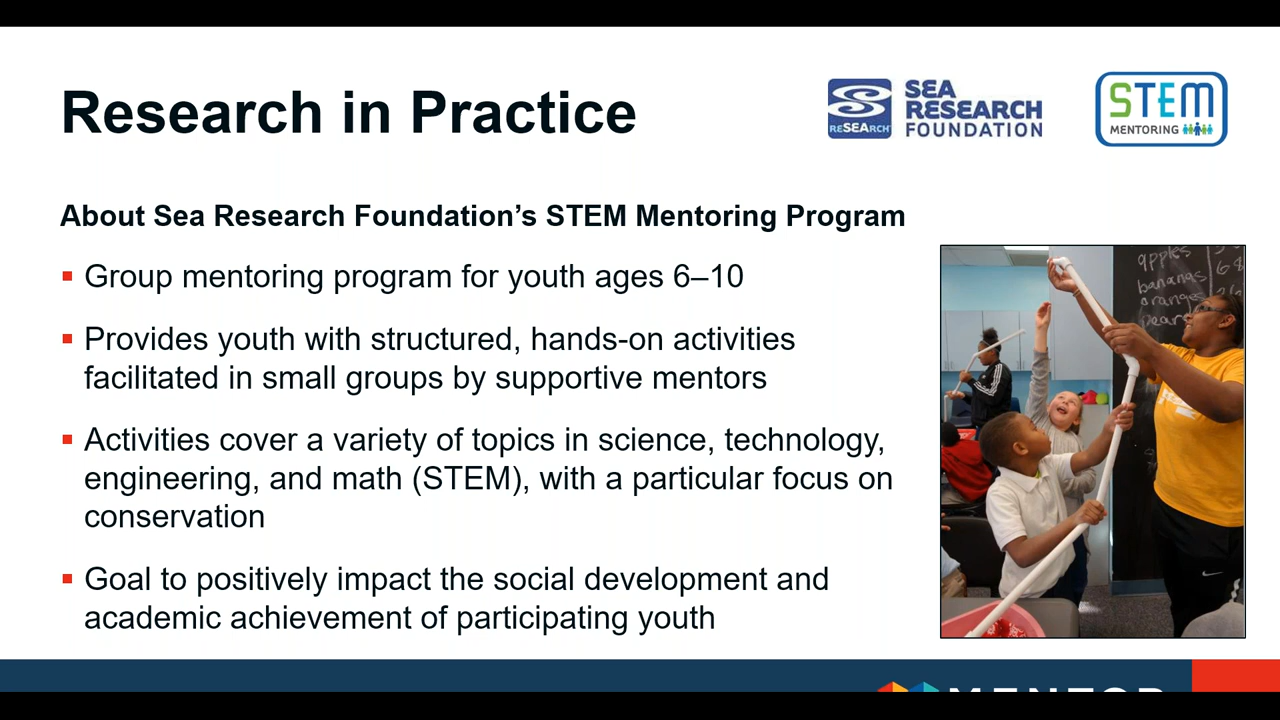 Research in Practice
ReSEARCH
SEA
RESEARCH
FOUNDATION
STEM
MENTORING
About Sea Research Foundation’s STEM Mentoring Program
Group mentoring program for youth ages 6–10
Provides youth with structured, hands-on activities
facilitated in small groups by supportive mentors
Activities cover a variety of topics in science, technology,
engineering, and math (STEM), with a particular focus on
conservation
Goal to positively impact the social development and
academic achievement of participating youth
apples
bananas
oranges
pears
MENTOR